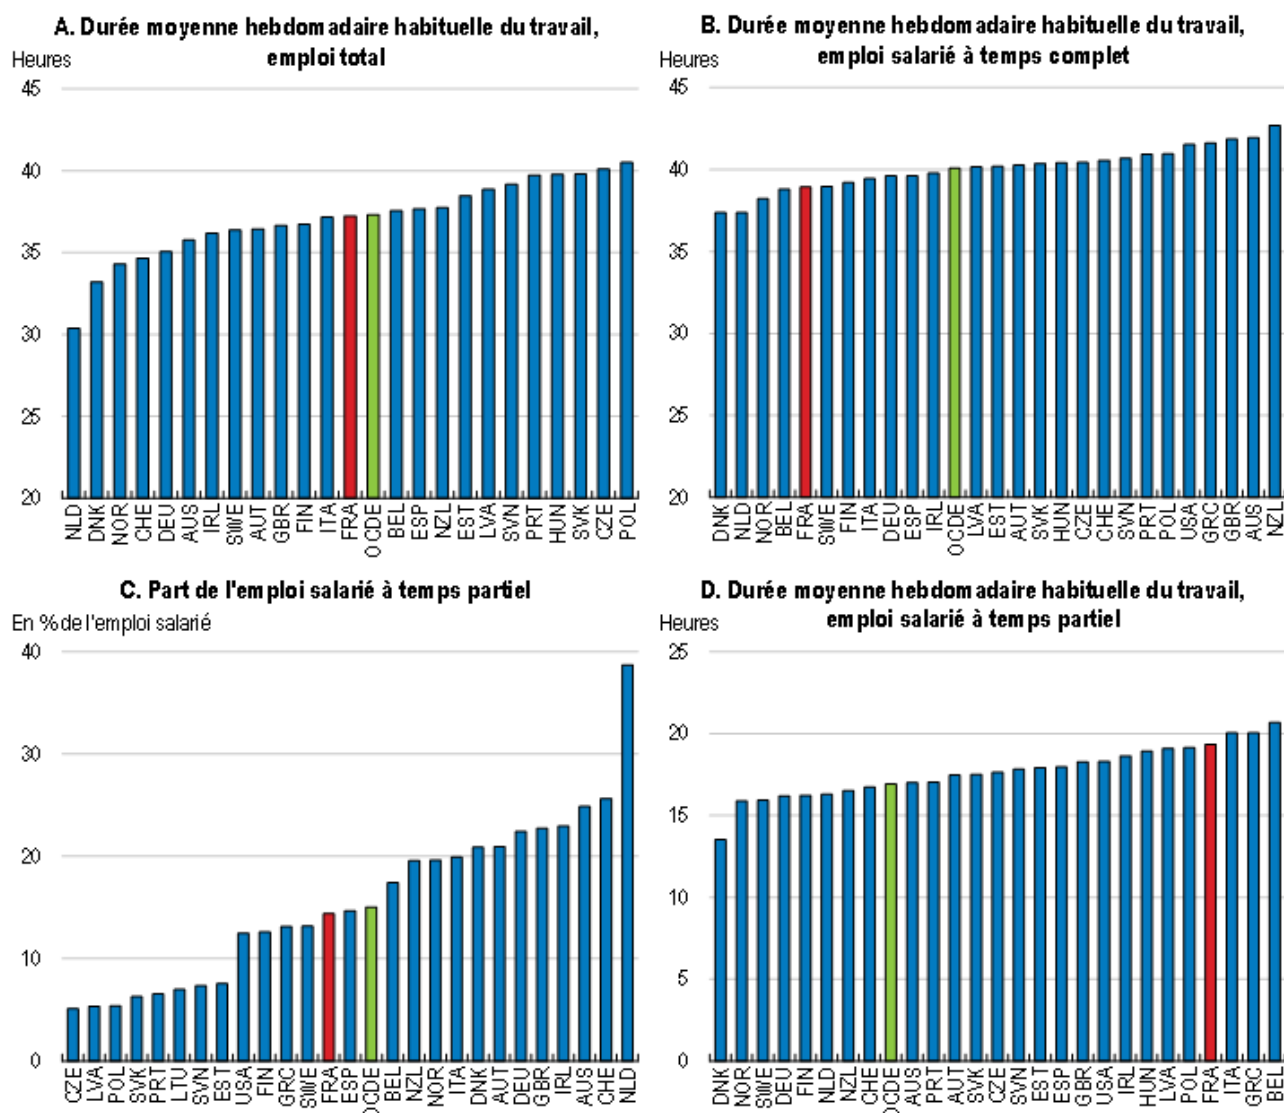 A. Durée moyenne hebdomadaire habituelle du travail,
emploi total
Heures
45
40
35
30
25
20
NLD DNK NOR CHE DEU AUS IRL SWE AUT GBR FIN ITA FRA OCDE BEL ESP NZL EST LVA SVN PRT HUN SVK CZE POL
B. Durée moyenne hebdomadaire habituelle du travail,
emploi salarié à temps complet
Heures
45
40
35
30
25
20
DNK NLD NOR BEL FRA SWE FIN ITA DEU ESP IRL OCDE LVA EST AUT SVK HUN CZE CHE SVN PRT POL USA GRC GBR AUS NZL
C. Part de l'emploi salarié à temps partiel
En % de l'emploi salarié
40
30
20
10
0
CZE LVA POL SVK PRT LTU SVN EST USA FIN GRC SWE FRA ESP OCDE BEL NZL NOR ITA DNK AUT DEU GBR IRL AUS CHE NLD
D. Durée moyenne hebdomadaire habituelle du travail,
emploi salarié à temps partiel
Heures
25
20
15
10
5
0
DNK NOR SWE DEU FIN NLD NZL CHE OCDE AUS PRT AUT SVK CZE SVN EST ESP GBR USA IRL HUN LVA POL FRA ITA GRC BEL